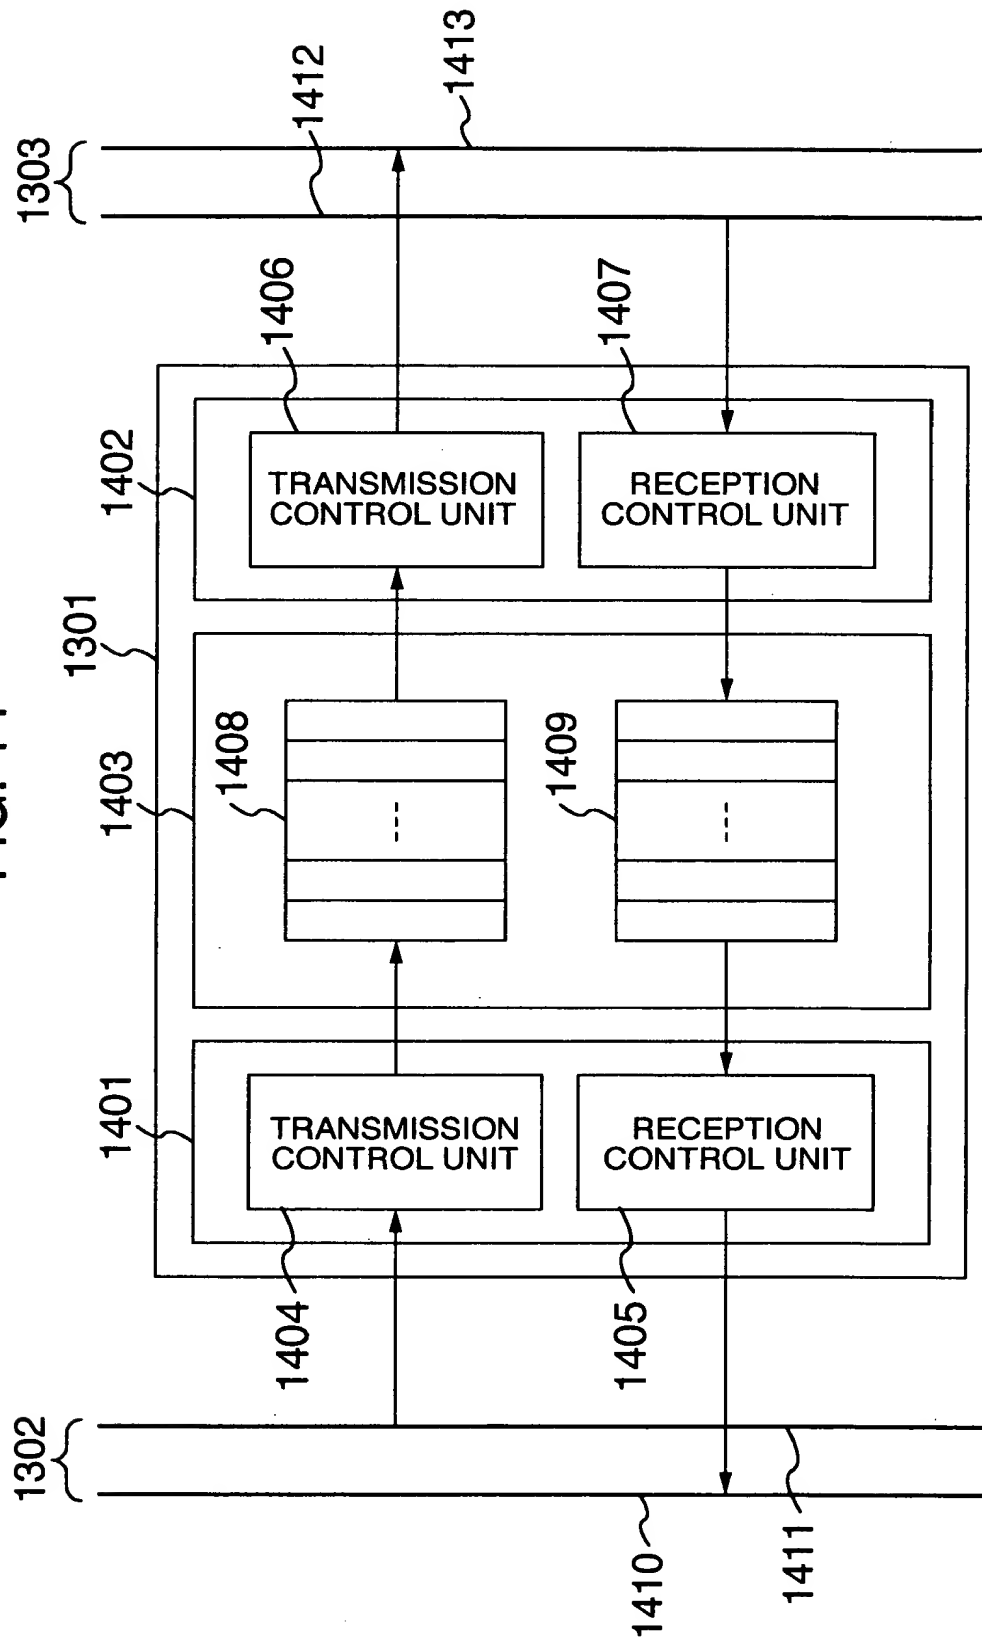 1302
1410
1411
1301
1401
1404
TRANSMISSION
CONTROL UNIT
1405
RECEPTION
CONTROL UNIT
1403
1408
1409
1402
TRANSMISSION
CONTROL UNIT
1406
RECEPTION
CONTROL UNIT
1407
1303
1412
1413